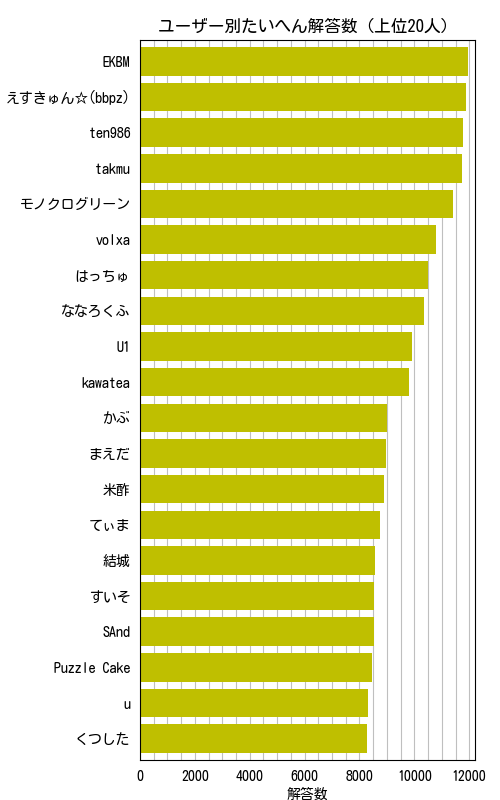 ユーザー別たいへん解答数（上位20人）
EKBM
えすきゅん☆(bbpz)
ten986
takmu
モノクログリーン
volxa
はっちゅ
ななろくふ
U1
kawatea
かぶ
まえだ
米酢
てぃま
結城
すいそ
SAnd
Puzzle Cake
u
くつした
0 2000 4000 6000 8000 10000 12000
解答数